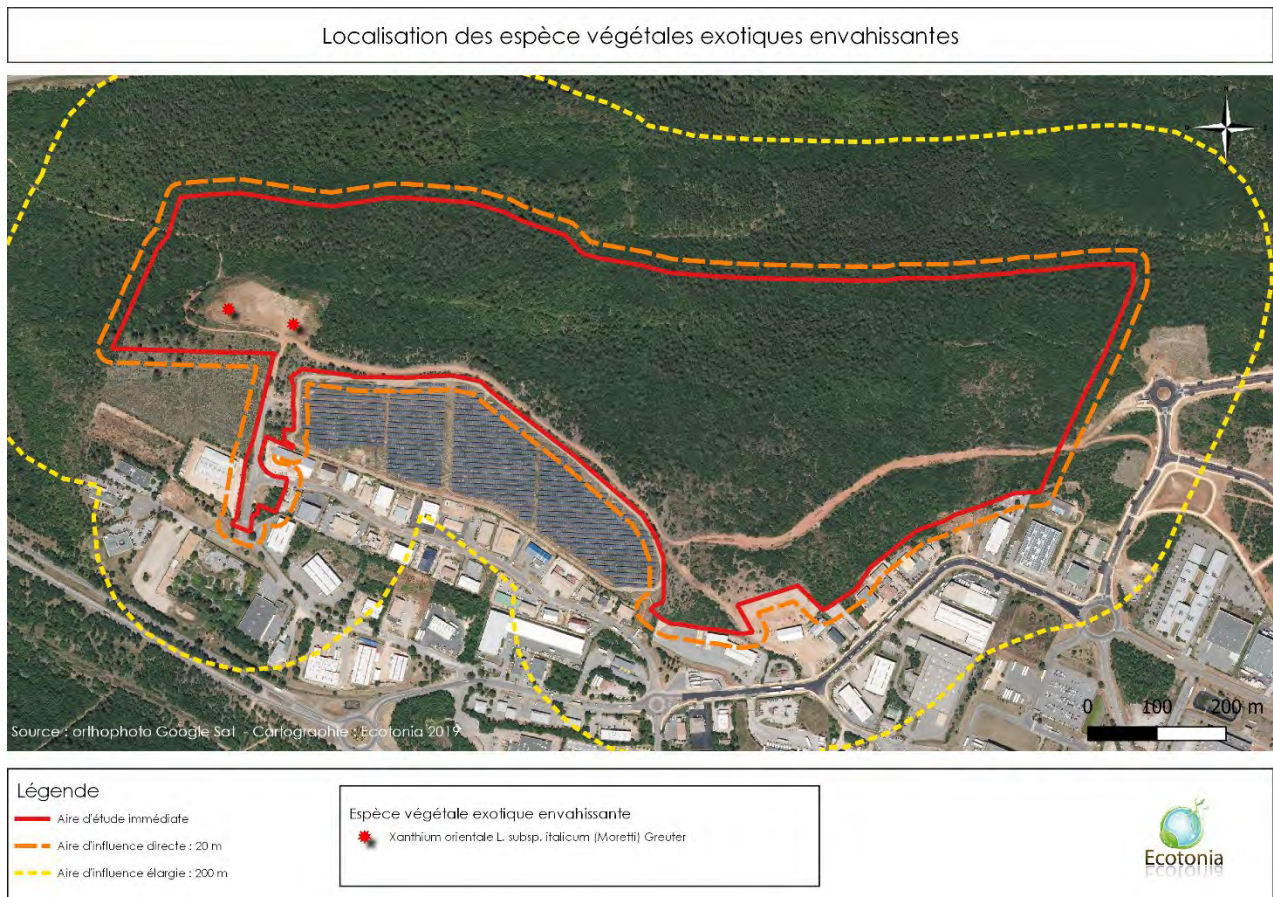 Localisation des espèce végétales exotiques envahissantes
Source : orthophoto Google Sat - Cartographie : Ecotonia 2019
0 100 200 m
Légende
Aire d'étude immédiate
Aire d'influence directe : 20 m
Aire d'influence élargie : 200 m
Espèce végétale exotique envahissante
Xanthium orientale L. subsp. italicum (Moretti) Greuter
Ecotonia